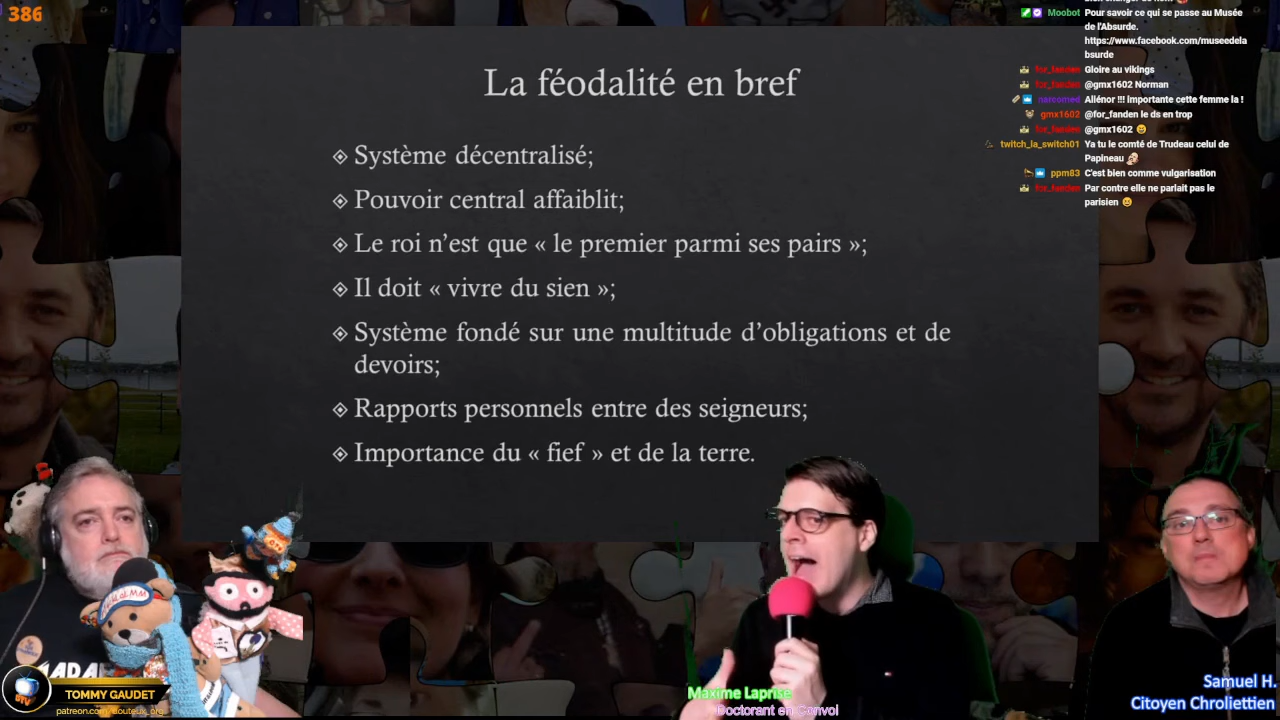 386
La féodalité en bref
Système décentralisé;
Pouvoir central affaiblit;
Le roi n'est que « le premier parmi ses pairs »;
Il doit « vivre du sien »;
Système fondé sur une multitude d'obligations et de
devoirs;
Rapports personnels entre des seigneurs;
Importance du « fief » et de la terre.
Moobot Pour savoir ce qui se passe au Musée
de l'Absurde.
https://www.facebook.com/museedela
bsurde
for_fanden Gloire au vikings
for_fanden @gmx1602 Norman
narcomed Aliénor !!! importante cette femme la !
gmx1602 @for_fanden le ds en trop
for_fanden @gmx1602
twitch_la_switch01 Ya tu le comté de Trudeau celui de
Papineau
ppm83 C'est bien comme vulgarisation
for_fanden Par contre elle ne parlait pas le
parisien
TOMMY GAUDET
Maxime Laprise
Doctorant en Convoi
Samuel H.
Citoyen Chroliettien